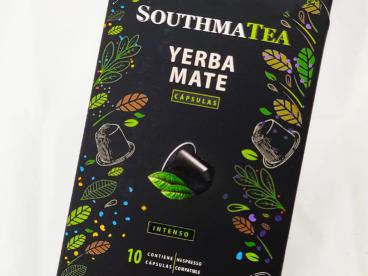 SOUTHMATEA
YERBA
MATE
CÁPSULAS
INTENSO
10 CONTIENE NESPRESSO
CÁPSULAS COMPATIBLE